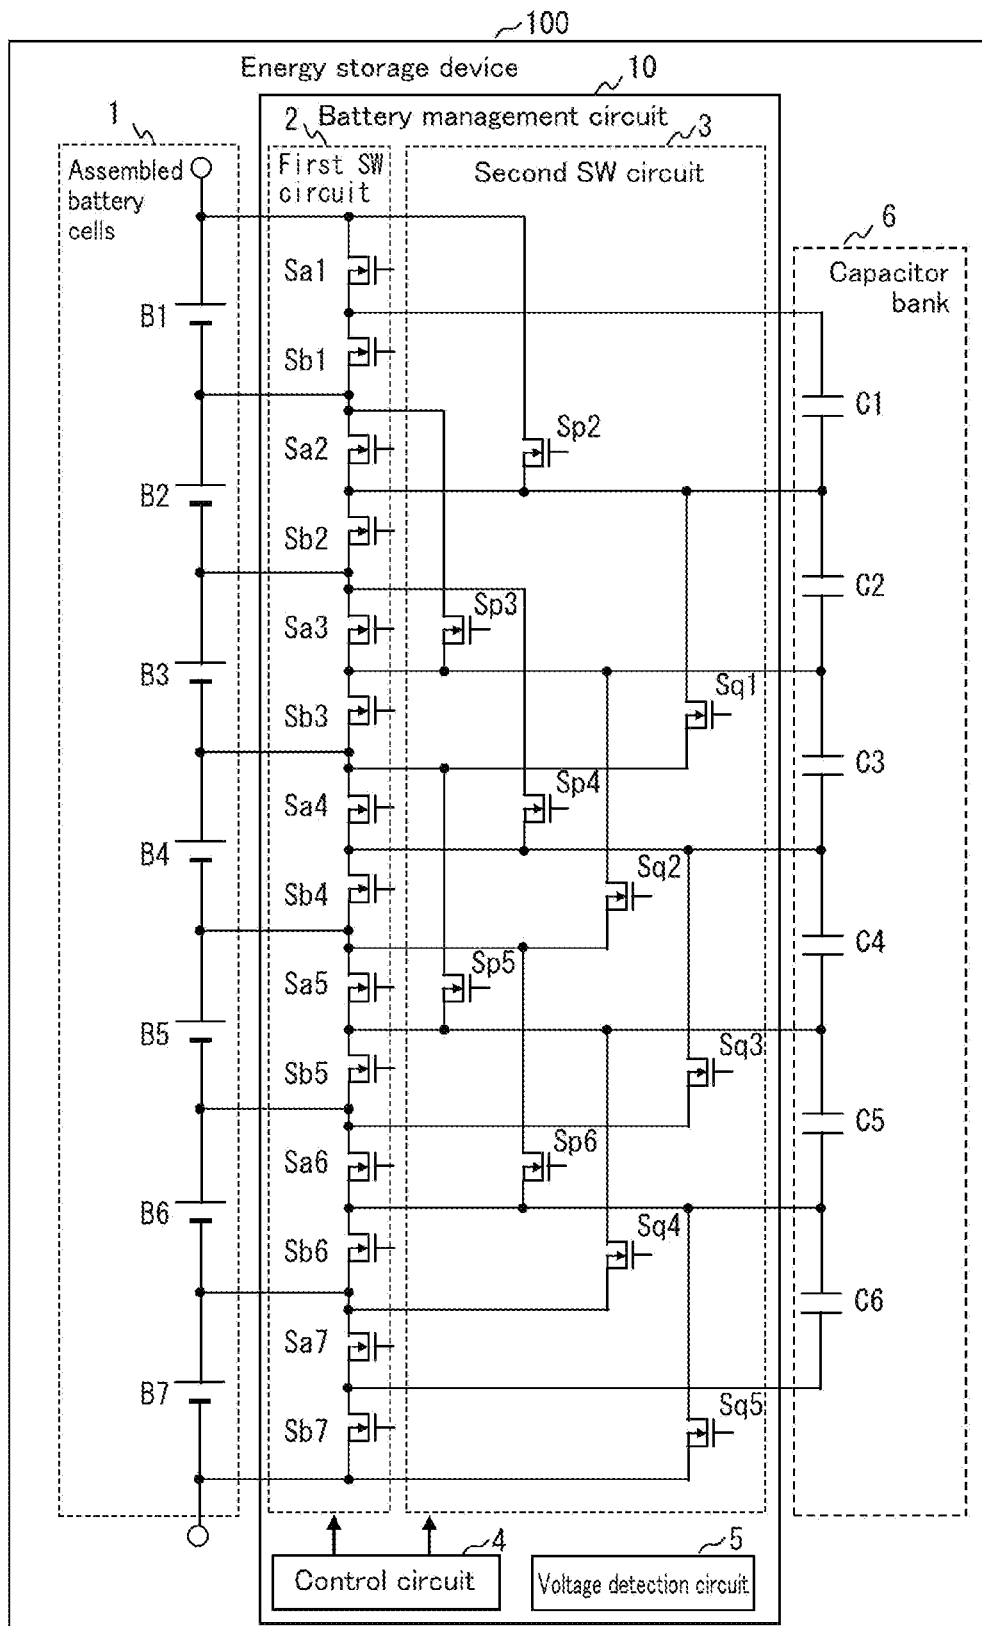 100
Energy storage device
10
1
2
Battery management circuit
3
Assembled
battery
cells
First SW
circuit
Second SW circuit
6
Capacitor
bank
Sa1
B1
Sb1
C1
Sa2
Sp2
B2
Sb2
C2
Sa3
Sp3
B3
Sb3
Sq1
C3
Sa4
Sp4
B4
Sb4
Sq2
C4
Sa5
Sp5
B5
Sb5
Sq3
C5
Sa6
Sp6
B6
Sb6
Sq4
C6
Sa7
B7
Sb7
Sq5
4
Control circuit
5
Voltage detection circuit